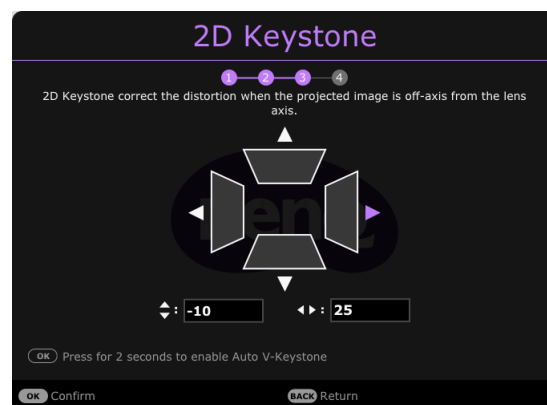 2D Keystone
1 2 3 4
2D Keystone correct the distortion when the projected image is off-axis from the lens
axis.
BenQ
: -10 : 25
OK Press for 2 seconds to enable Auto V-Keystone
OK Confirm BACK Return